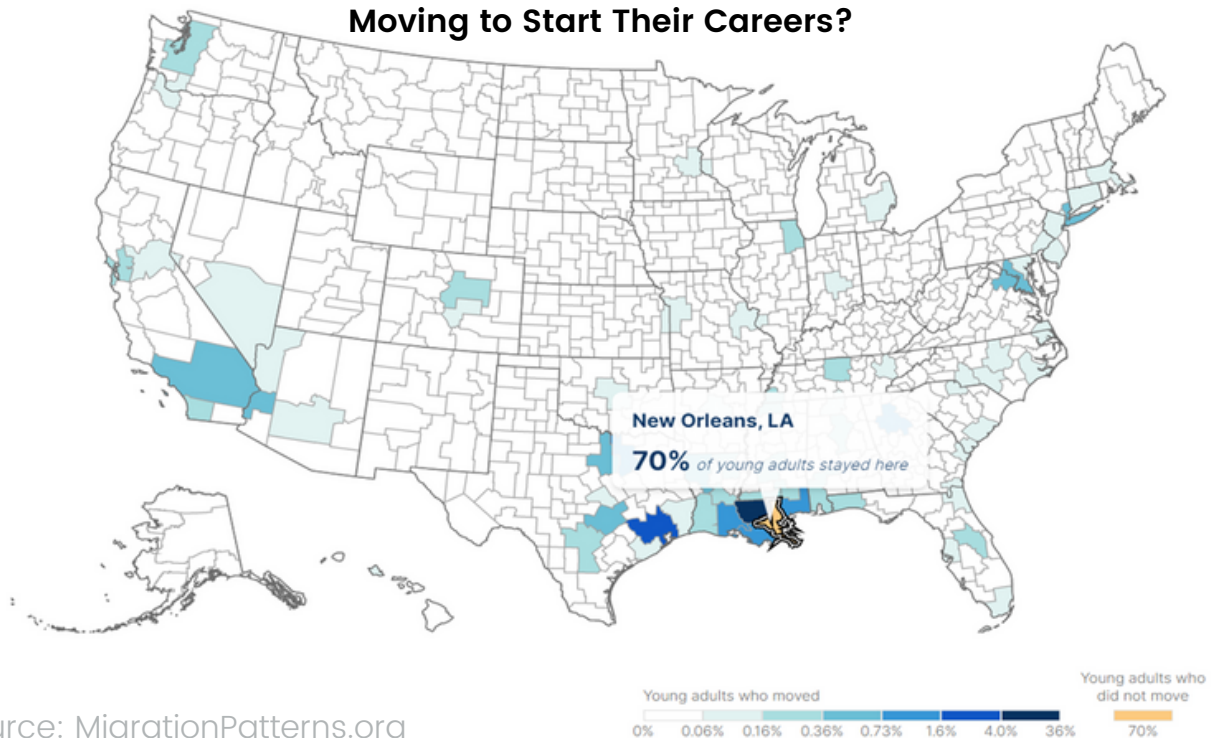 Moving to Start Their Careers?
New Orleans, LA
70% of young adults stayed here
Young adults who moved
0% 0.06% 0.16% 0.36% 0.73% 1.6% 4.0% 36%
Young adults who
did not move
70%
urce: MigrationPatterns.org